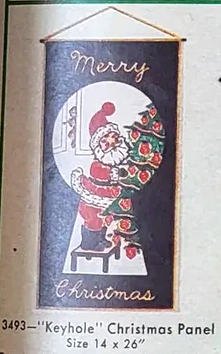 Merry
Christmas
3493—"Keyhole" Christmas Panel
Size 14 x 26"